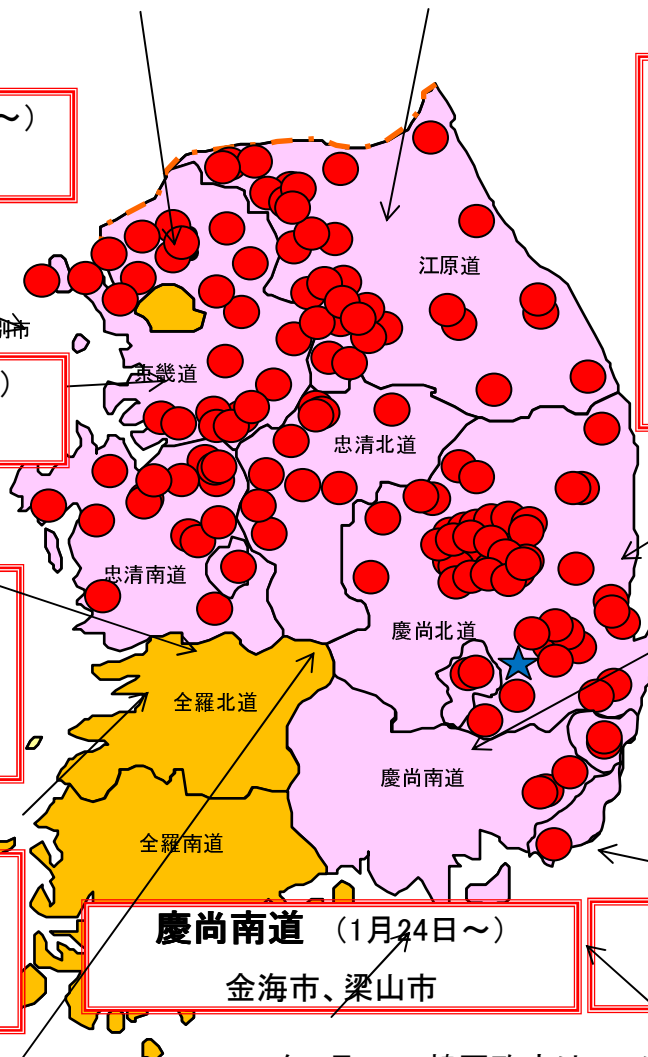 ～）
江原道
京畿道
）
忠清北道
忠清南道
慶尚北道
全羅北道
慶尚南道
全羅南道
慶尚南道 （1月24日～）
金海市、梁山市